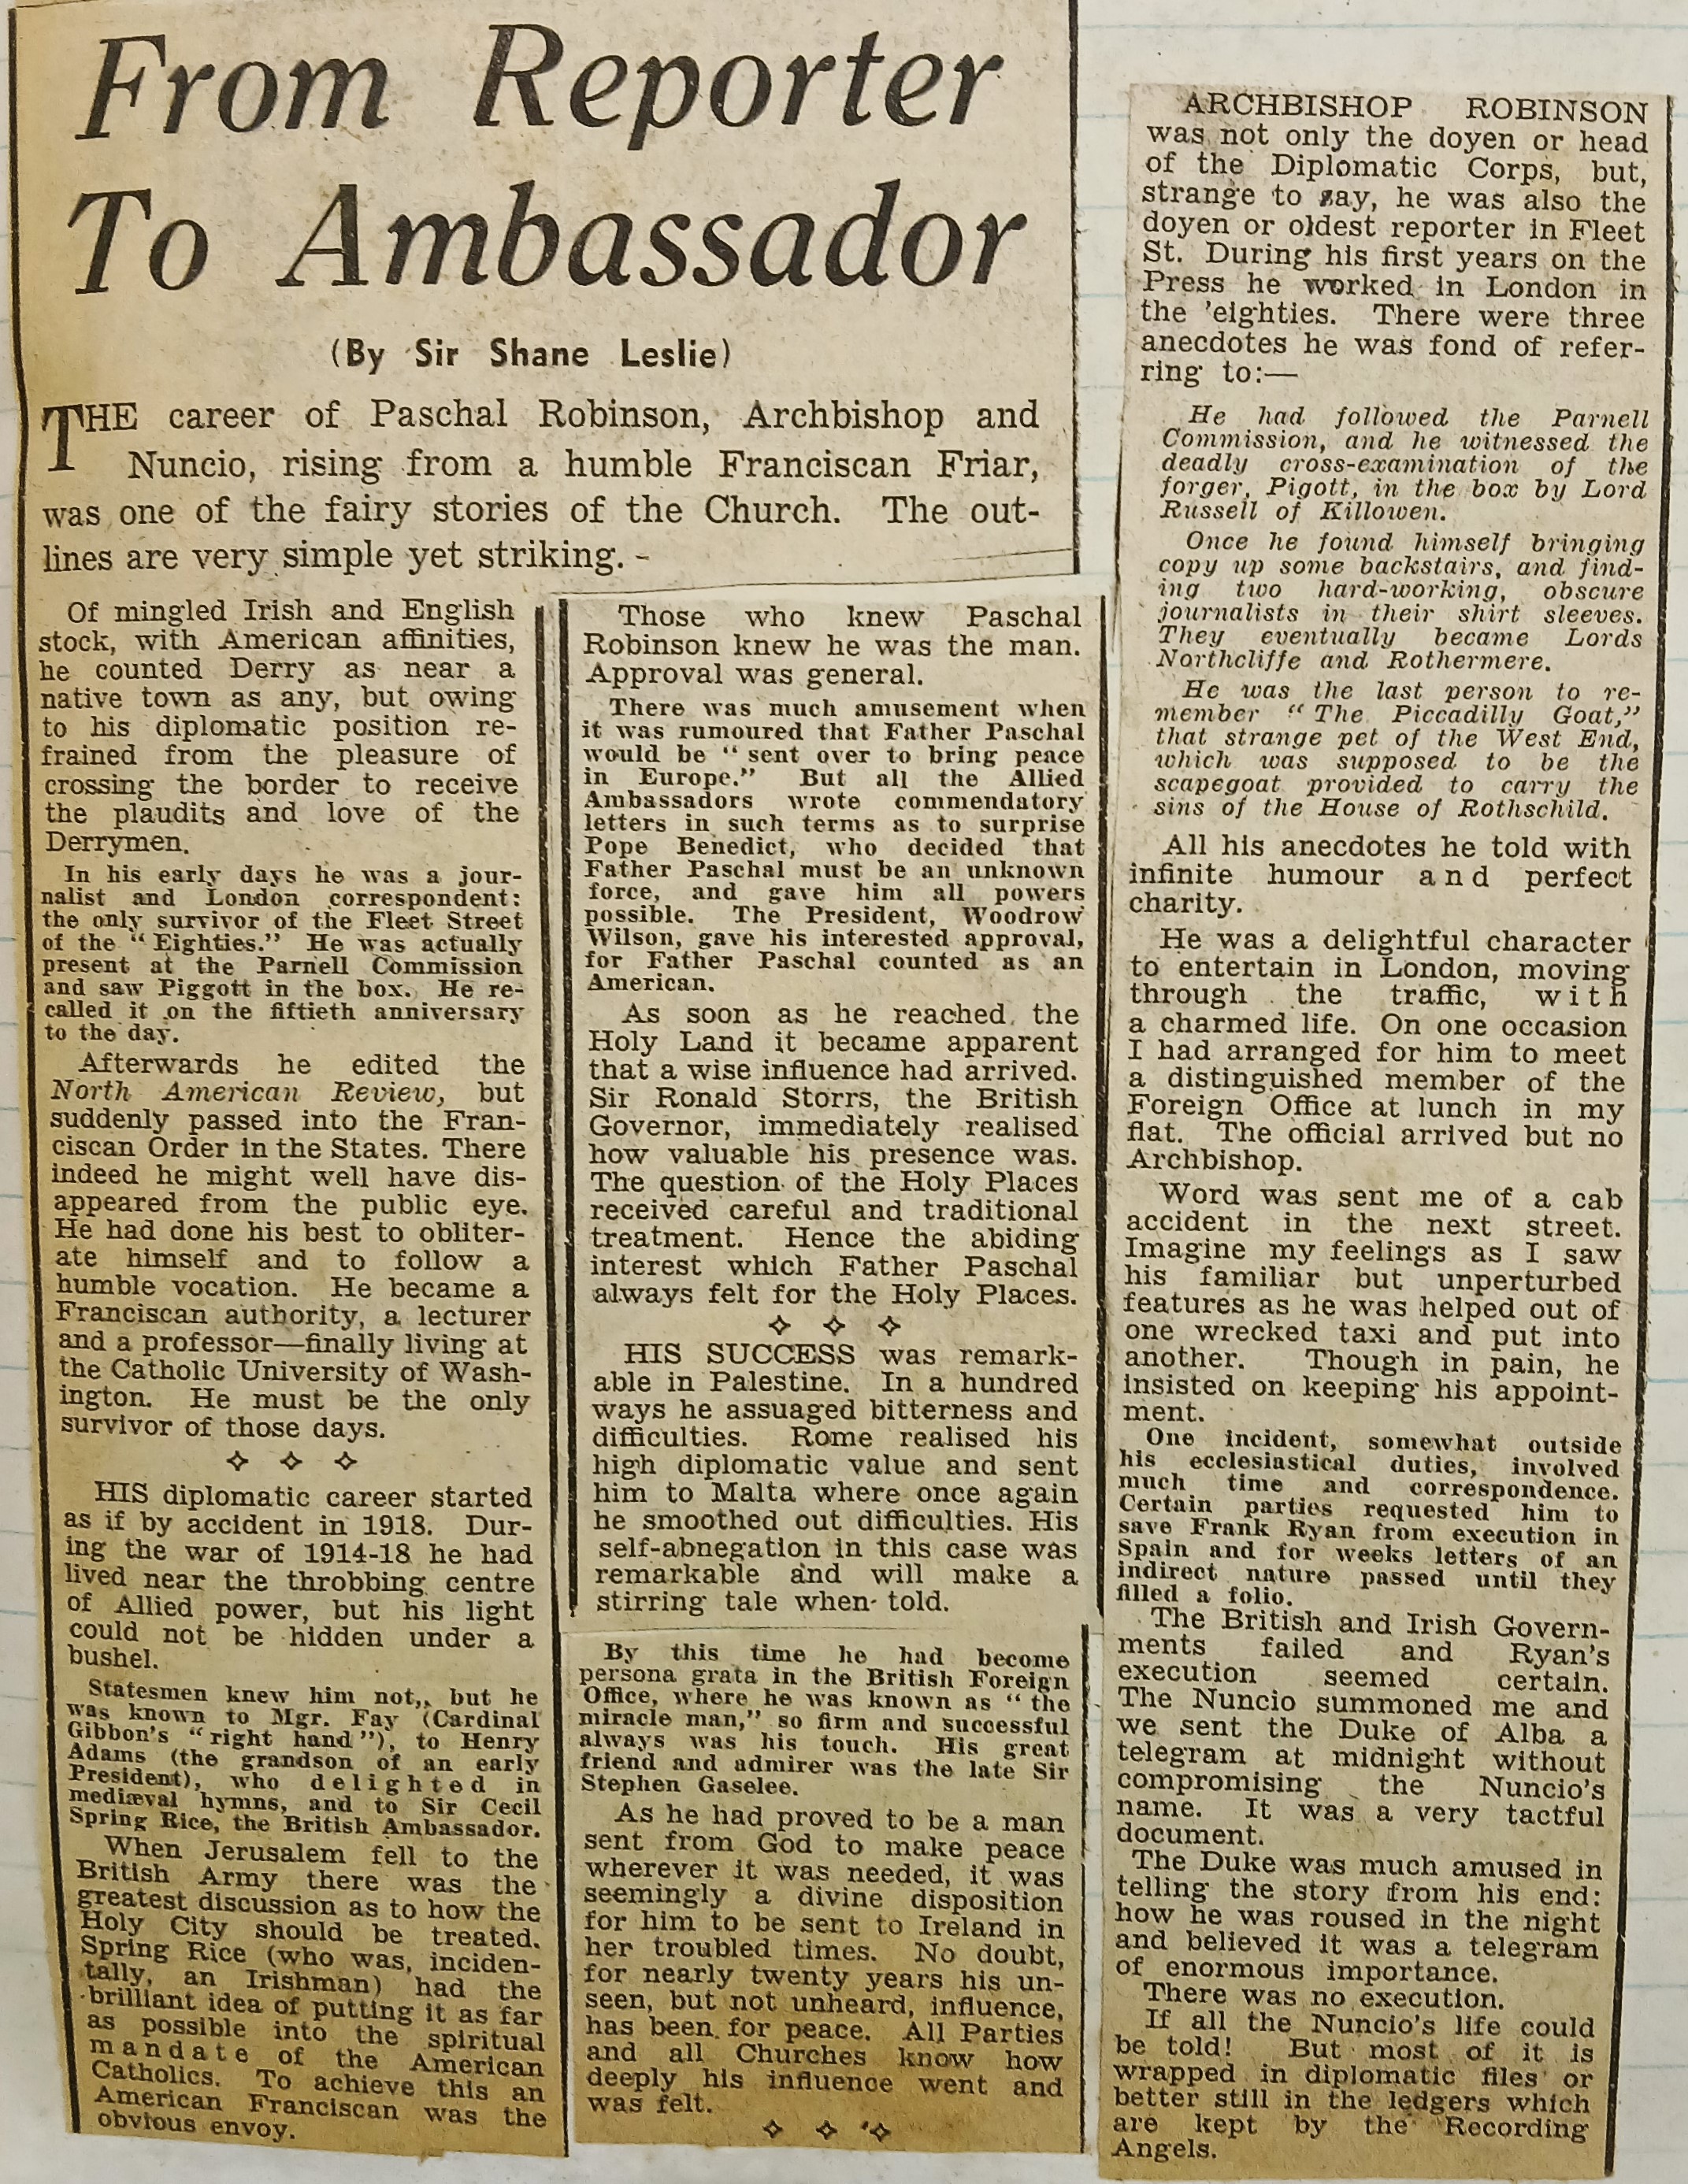 From Reporter
To Ambassador
(By Sir Shane Leslie)
THE career of Paschal Robinson, Archbishop and
Nuncio, rising from a humble Franciscan Friar,
was one of the fairy stories of the Church. The out-
lines are very simple yet striking. -
Of mingled Irish and English
stock, with American affinities,
he counted Derry as near a
native town as any, but owing
to his diplomatic position re-
frained from the pleasure of
crossing the border to receive
the plaudits and love of the
Derrymen.
In his early days he was a jour-
nalist and London correspondent:
the only survivor of the Fleet Street
of the "Eighties." He was actually
present at the Parnell Commission
and saw Piggott in the box. He re-
called it on the fiftieth anniversary
to the day.
Afterwards he edited the
North American Review, but
suddenly passed into the Fran-
ciscan Order in the States. There
indeed he might well have dis-
appeared from the public eye.
He had done his best to obliter-
ate himself and to follow a
humble vocation. He became a
Franciscan authority, a lecturer
and a professor—finally living at
the Catholic University of Wash-
ington. He must be the only
survivor of those days.
HIS diplomatic career started
as if by accident in 1918. Dur-
ing the war of 1914-18 he had
lived near the throbbing centre
of Allied power, but his light
could not be hidden under a
bushel.
Statesmen knew him not,, but he
was known to Mgr. Fay (Cardinal
Gibbon's "right hand"), to Henry
Adams (the grandson of an early
President), who delighted in
mediæval hymns, and to Sir Cecil
Spring Rice, the British Ambassador.
When Jerusalem fell to the
British Army there was the
greatest discussion as to how the
Holy City should be treated.
Spring Rice (who was, inciden-
tally, an Irishman) had the
brilliant idea of putting it as far
as possible into the spiritual
mandate of the American
Catholics. To achieve this an
American Franciscan was the
obvious envoy.
Those who knew Paschal
Robinson knew he was the man.
Approval was general.
There was much amusement when
it was rumoured that Father Paschal
would be "sent over to bring peace
in Europe." But all the Allied
Ambassadors wrote commendatory
letters in such terms as to surprise
Pope Benedict, who decided that
Father Paschal must be an unknown
force, and gave him all powers
possible. The President, Woodrow
Wilson, gave his interested approval,
for Father Paschal counted as an
American.
As soon as he reached the
Holy Land it became apparent
that a wise influence had arrived.
Sir Ronald Storrs, the British
Governor, immediately realised
how valuable his presence was.
The question of the Holy Places
received careful and traditional
treatment. Hence the abiding
interest which Father Paschal
always felt for the Holy Places.
HIS SUCCESS was remark-
able in Palestine. In a hundred
ways he assuaged bitterness and
difficulties. Rome realised his
high diplomatic value and sent
him to Malta where once again
he smoothed out difficulties. His
self-abnegation in this case was
remarkable and will make a
stirring tale when told.
By this time he had become
persona grata in the British Foreign
Office, where he was known as "the
miracle man," so firm and successful
always was his touch. His great
friend and admirer was the late Sir
Stephen Gaselee.
As he had proved to be a man
sent from God to make peace
wherever it was needed, it was
seemingly a divine disposition
for him to be sent to Ireland in
her troubled times. No doubt,
for nearly twenty years his un-
seen, but not unheard, influence,
has been for peace. All Parties
and all Churches know how
deeply his influence went and
was felt.
ARCHBISHOP ROBINSON
was not only the doyen or head
of the Diplomatic Corps, but,
strange to say, he was also the
doyen or oldest reporter in Fleet
St. During his first years on the
Press he worked in London in
the 'eighties. There were three
anecdotes he was fond of refer-
ring to:—
He had followed the Parnell
Commission, and he witnessed the
deadly cross-examination of the
forger, Pigott, in the box by Lord
Russell of Killowen.
Once he found himself bringing
copy up some backstairs, and find-
ing two hard-working, obscure
journalists in their shirt sleeves.
They eventually became Lords
Northcliffe and Rothermere.
He was the last person to re-
member "The Piccadilly Goat,"
that strange pet of the West End,
which was supposed to be the
scapegoat provided to carry the
sins of the House of Rothschild.
All his anecdotes he told with
infinite humour and perfect
charity.
He was a delightful character
to entertain in London, moving
through the traffic, with
a charmed life. On one occasion
I had arranged for him to meet
a distinguished member of the
Foreign Office at lunch in my
flat. The official arrived but no
Archbishop.
Word was sent me of a cab
accident in the next street.
Imagine my feelings as I saw
his familiar but unperturbed
features as he was helped out of
one wrecked taxi and put into
another. Though in pain, he
insisted on keeping his appoint-
ment.
One incident, somewhat outside
his ecclesiastical duties, involved
much time and correspondence.
Certain parties requested him to
save Frank Ryan from execution in
Spain and for weeks letters of an
indirect nature passed until they
filled a folio.
The British and Irish Govern-
ments failed and Ryan's
execution seemed certain.
The Nuncio summoned me and
we sent the Duke of Alba a
telegram at midnight without
compromising the Nuncio's
name. It was a very tactful
document.
The Duke was much amused in
telling the story from his end:
how he was roused in the night
and believed it was a telegram
of enormous importance.
There was no execution.
If all the Nuncio's life could
be told! But most of it is
wrapped in diplomatic files or
better still in the ledgers which
are kept by the Recording
Angels.